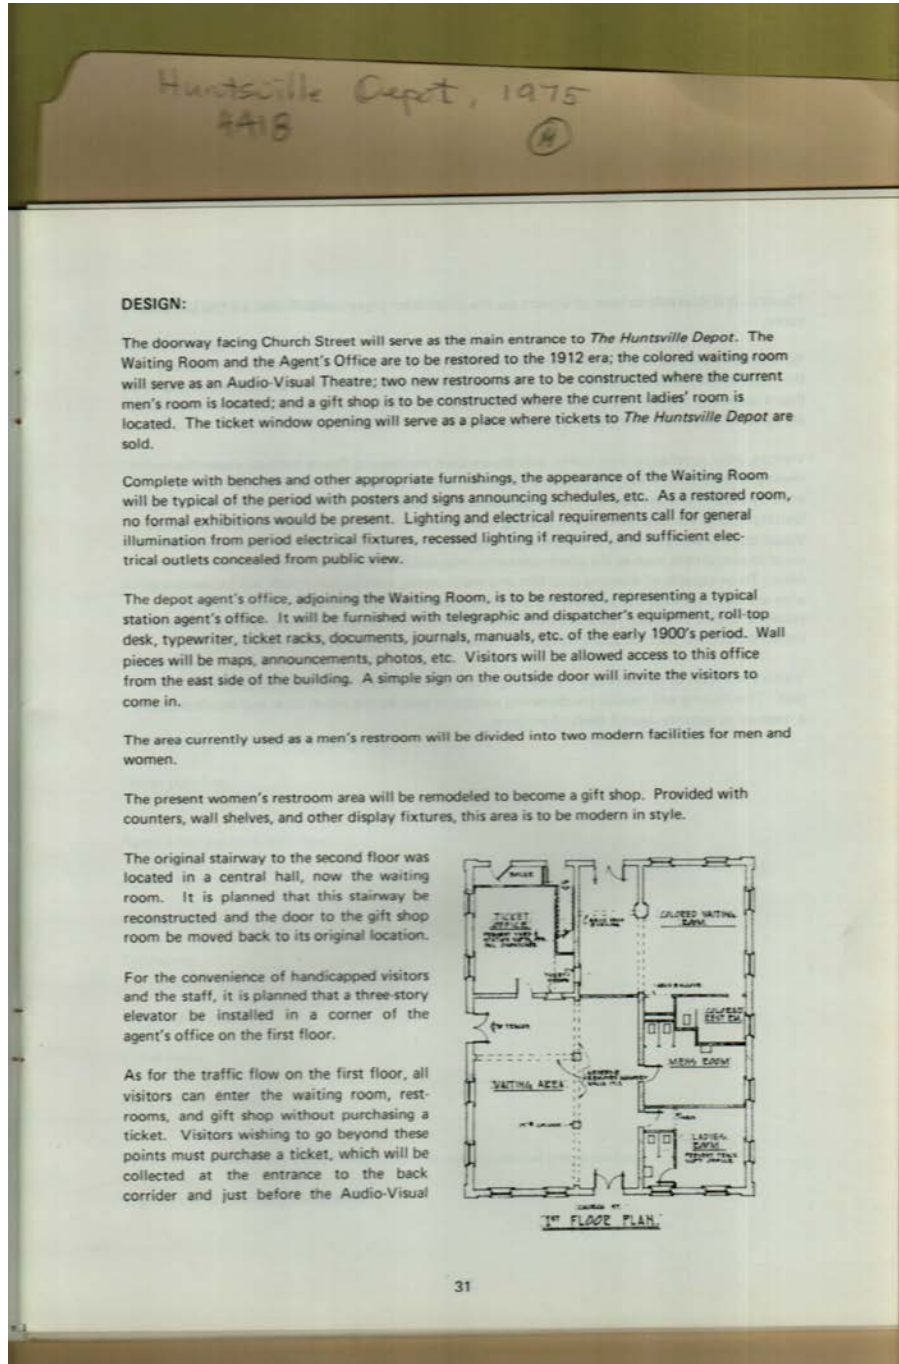 Huntsville Depot, 1975
4418
H
DESIGN:
The doorway facing Church Street will serve as the main entrance to The Huntsville Depot. The
Waiting Room and the Agent's Office are to be restored to the 1912 era; the colored waiting room
will serve as an Audio-Visual Theatre; two new restrooms are to be constructed where the current
men's room is located; and a gift shop is to be constructed where the current ladies' room is
located. The ticket window opening will serve as a place where tickets to The Huntsville Depot are
sold.
Complete with benches and other appropriate furnishings, the appearance of the Waiting Room
will be typical of the period with posters and signs announcing schedules, etc. As a restored room,
no formal exhibitions would be present. Lighting and electrical requirements call for general
illumination from period electrical fixtures, recessed lighting if required, and sufficient elec-
trical outlets concealed from public view.
The depot agent's office, adjoining the Waiting Room, is to be restored, representing a typical
station agent's office. It will be furnished with telegraphic and dispatcher's equipment, roll-top
desk, typewriter, ticket racks, documents, journals, manuals, etc. of the early 1900's period. Wall
pieces will be maps, announcements, photos, etc. Visitors will be allowed access to this office
from the east side of the building. A simple sign on the outside door will invite the visitors to
come in.
The area currently used as a men's restroom will be divided into two modern facilities for men and
women.
The present women's restroom area will be remodeled to become a gift shop. Provided with
counters, wall shelves, and other display fixtures, this area is to be modern in style.
The original stairway to the second floor was
located in a central hall, now the waiting
room. It is planned that this stairway be
reconstructed and the door to the gift shop
room be moved back to its original location.
For the convenience of handicapped visitors
and the staff, it is planned that a three-story
elevator be installed in a corner of the
agent's office on the first floor.
As for the traffic flow on the first floor, all
visitors can enter the waiting room, rest-
rooms, and gift shop without purchasing a
ticket. Visitors wishing to go beyond these
points must purchase a ticket, which will be
collected at the entrance to the back
corrider and just before the Audio-Visual
TICKET
OFFICE
COLORED WAITING
ROOM
COLORED
REST RM.
MENS ROOM
WAITING AREA
LADIES
ROOM
CHURCH ST.
1ST FLOOR PLAN.
31